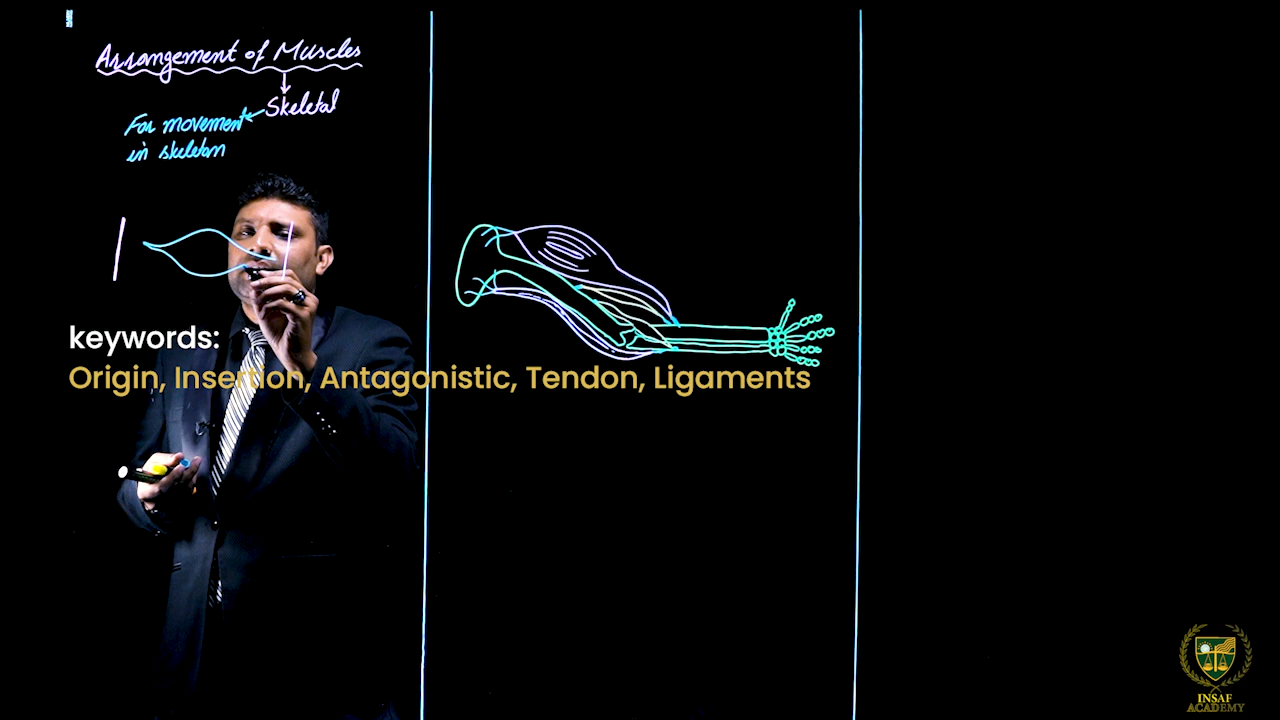 Arrangement of Muscles
Skeletal
For movement
in skeleton
keywords:
Origin, Insertion, Antagonistic, Tendon, Ligaments
INSAF
ACADEMY